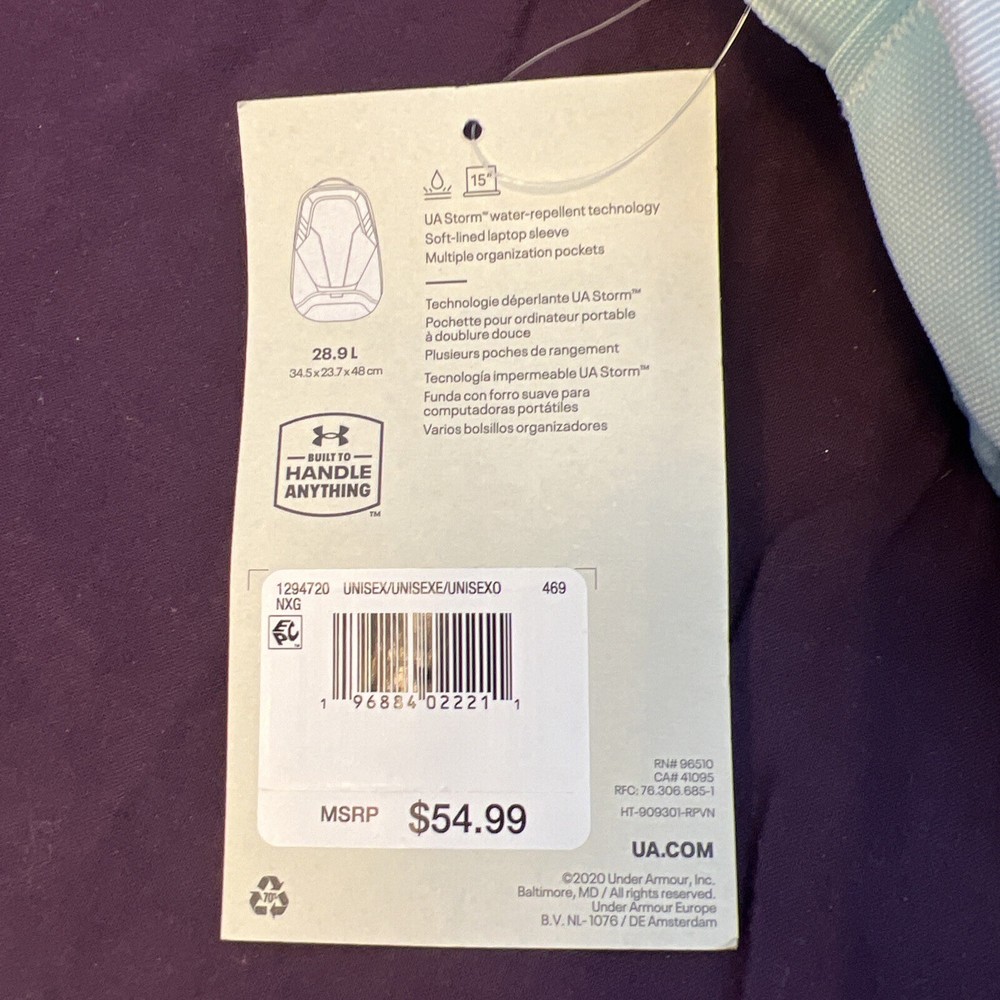 15"
UA Storm™ water-repellent technology
Soft-lined laptop sleeve
Multiple organization pockets
Technologie déperlante UA Storm™
Pochette pour ordinateur portable
à doublure douce
Plusieurs poches de rangement
Tecnología impermeable UA Storm™
Funda con forro suave para
computadoras portátiles
Varios bolsillos organizadores
28.9 L
34.5 x 23.7 x 48 cm
BUILT TO
HANDLE
ANYTHING
TM
1294720 UNISEX/UNISEXE/UNISEXO 469
NXG
EPC
1 96884 02221 1
MSRP $54.99
RN# 96510
CA# 41095
RFC: 76.306.685-1
HT-909301-RPVN
UA.COM
©2020 Under Armour, Inc.
Baltimore, MD / All rights reserved.
Under Armour Europe
B.V. NL- 1076 / DE Amsterdam
70%